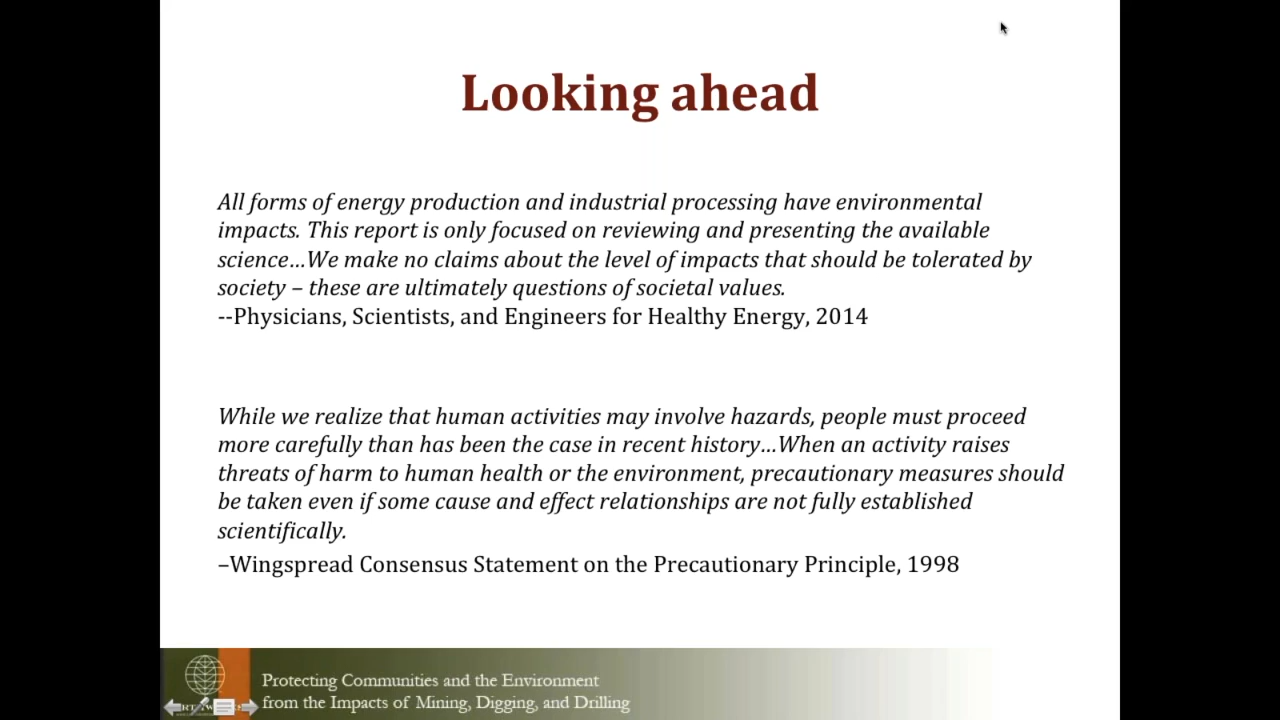 Looking ahead
All forms of energy production and industrial processing have environmental
impacts. This report is only focused on reviewing and presenting the available
science…We make no claims about the level of impacts that should be tolerated by
society – these are ultimately questions of societal values.
--Physicians, Scientists, and Engineers for Healthy Energy, 2014
While we realize that human activities may involve hazards, people must proceed
more carefully than has been the case in recent history…When an activity raises
threats of harm to human health or the environment, precautionary measures should
be taken even if some cause and effect relationships are not fully established
scientifically.
–Wingspread Consensus Statement on the Precautionary Principle, 1998
Protecting Communities and the Environment
from the Impacts of Mining, Digging, and Drilling